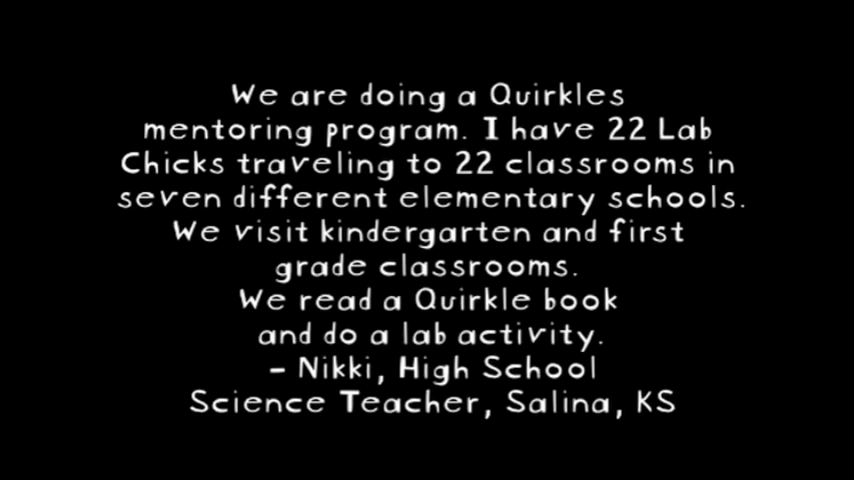 We are doing a Quirkles
mentoring program. I have 22 Lab
Chicks traveling to 22 classrooms in
seven different elementary schools.
We visit kindergarten and first
grade classrooms.
We read a Quirkle book
and do a lab activity.
- Nikki, High School
Science Teacher, Salina, KS